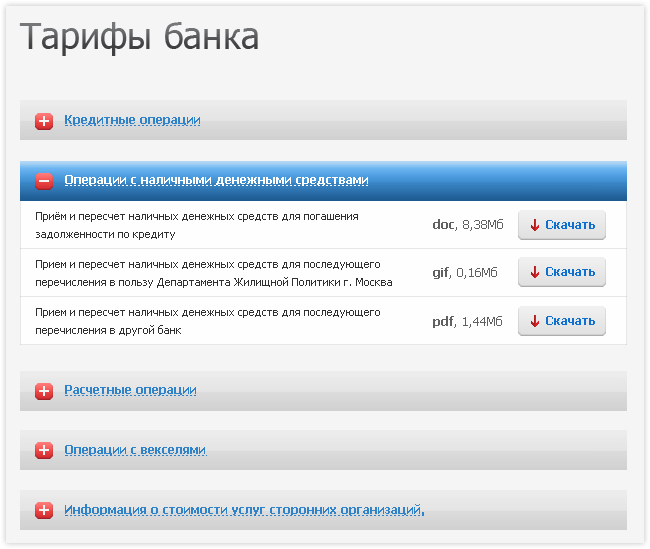 Тарифы банка
Кредитные операции
Операции с наличными денежными средствами
Приём и пересчет наличных денежных средств для погашения
задолженности по кредиту
doc, 8,38Мб
Скачать
Прием и пересчет наличных денежных средств для последующего
перечисления в пользу Департамента Жилищной Политики г. Москва
gif, 0,16Мб
Скачать
Прием и пересчет наличных денежных средств для последующего
перечисления в другой банк
pdf, 1,44Мб
Скачать
Расчетные операции
Операции с векселями
Информация о стоимости услуг сторонних организаций,